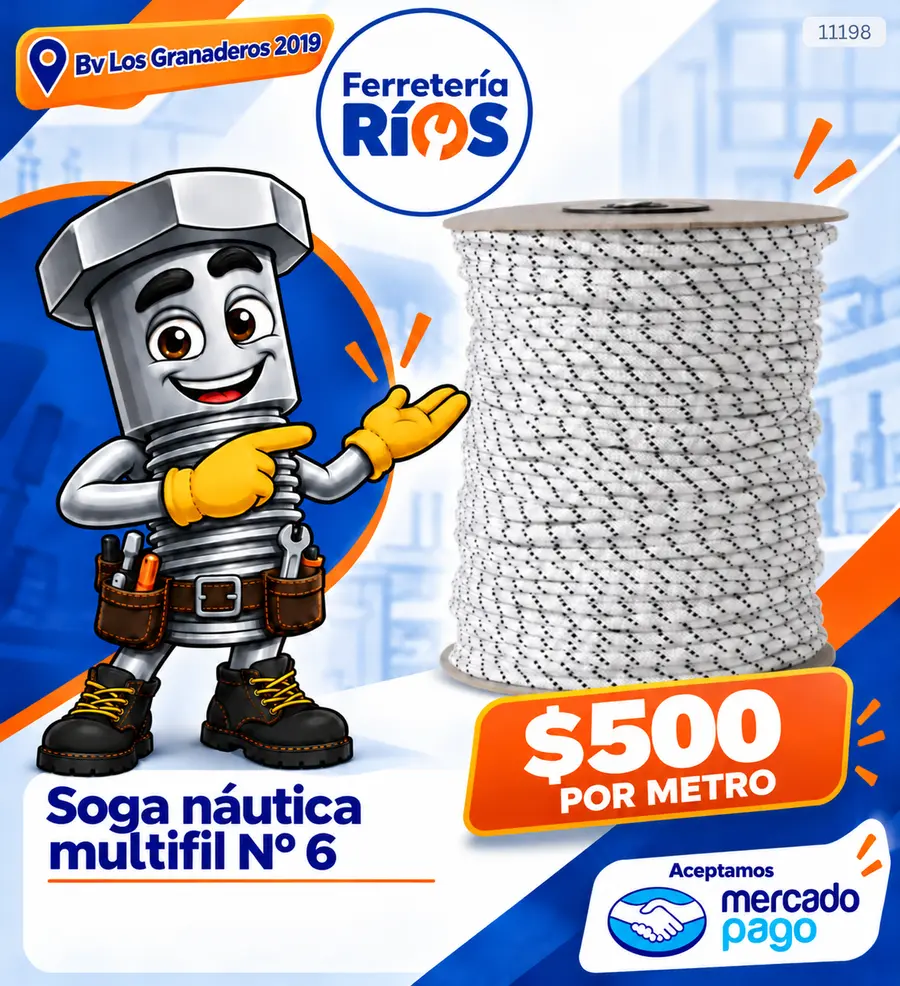 Bv Los Granaderos 2019
Ferretería
Ríos
11198
$500
POR METRO
Soga náutica
multifil Nº 6
Aceptamos
mercado
pago